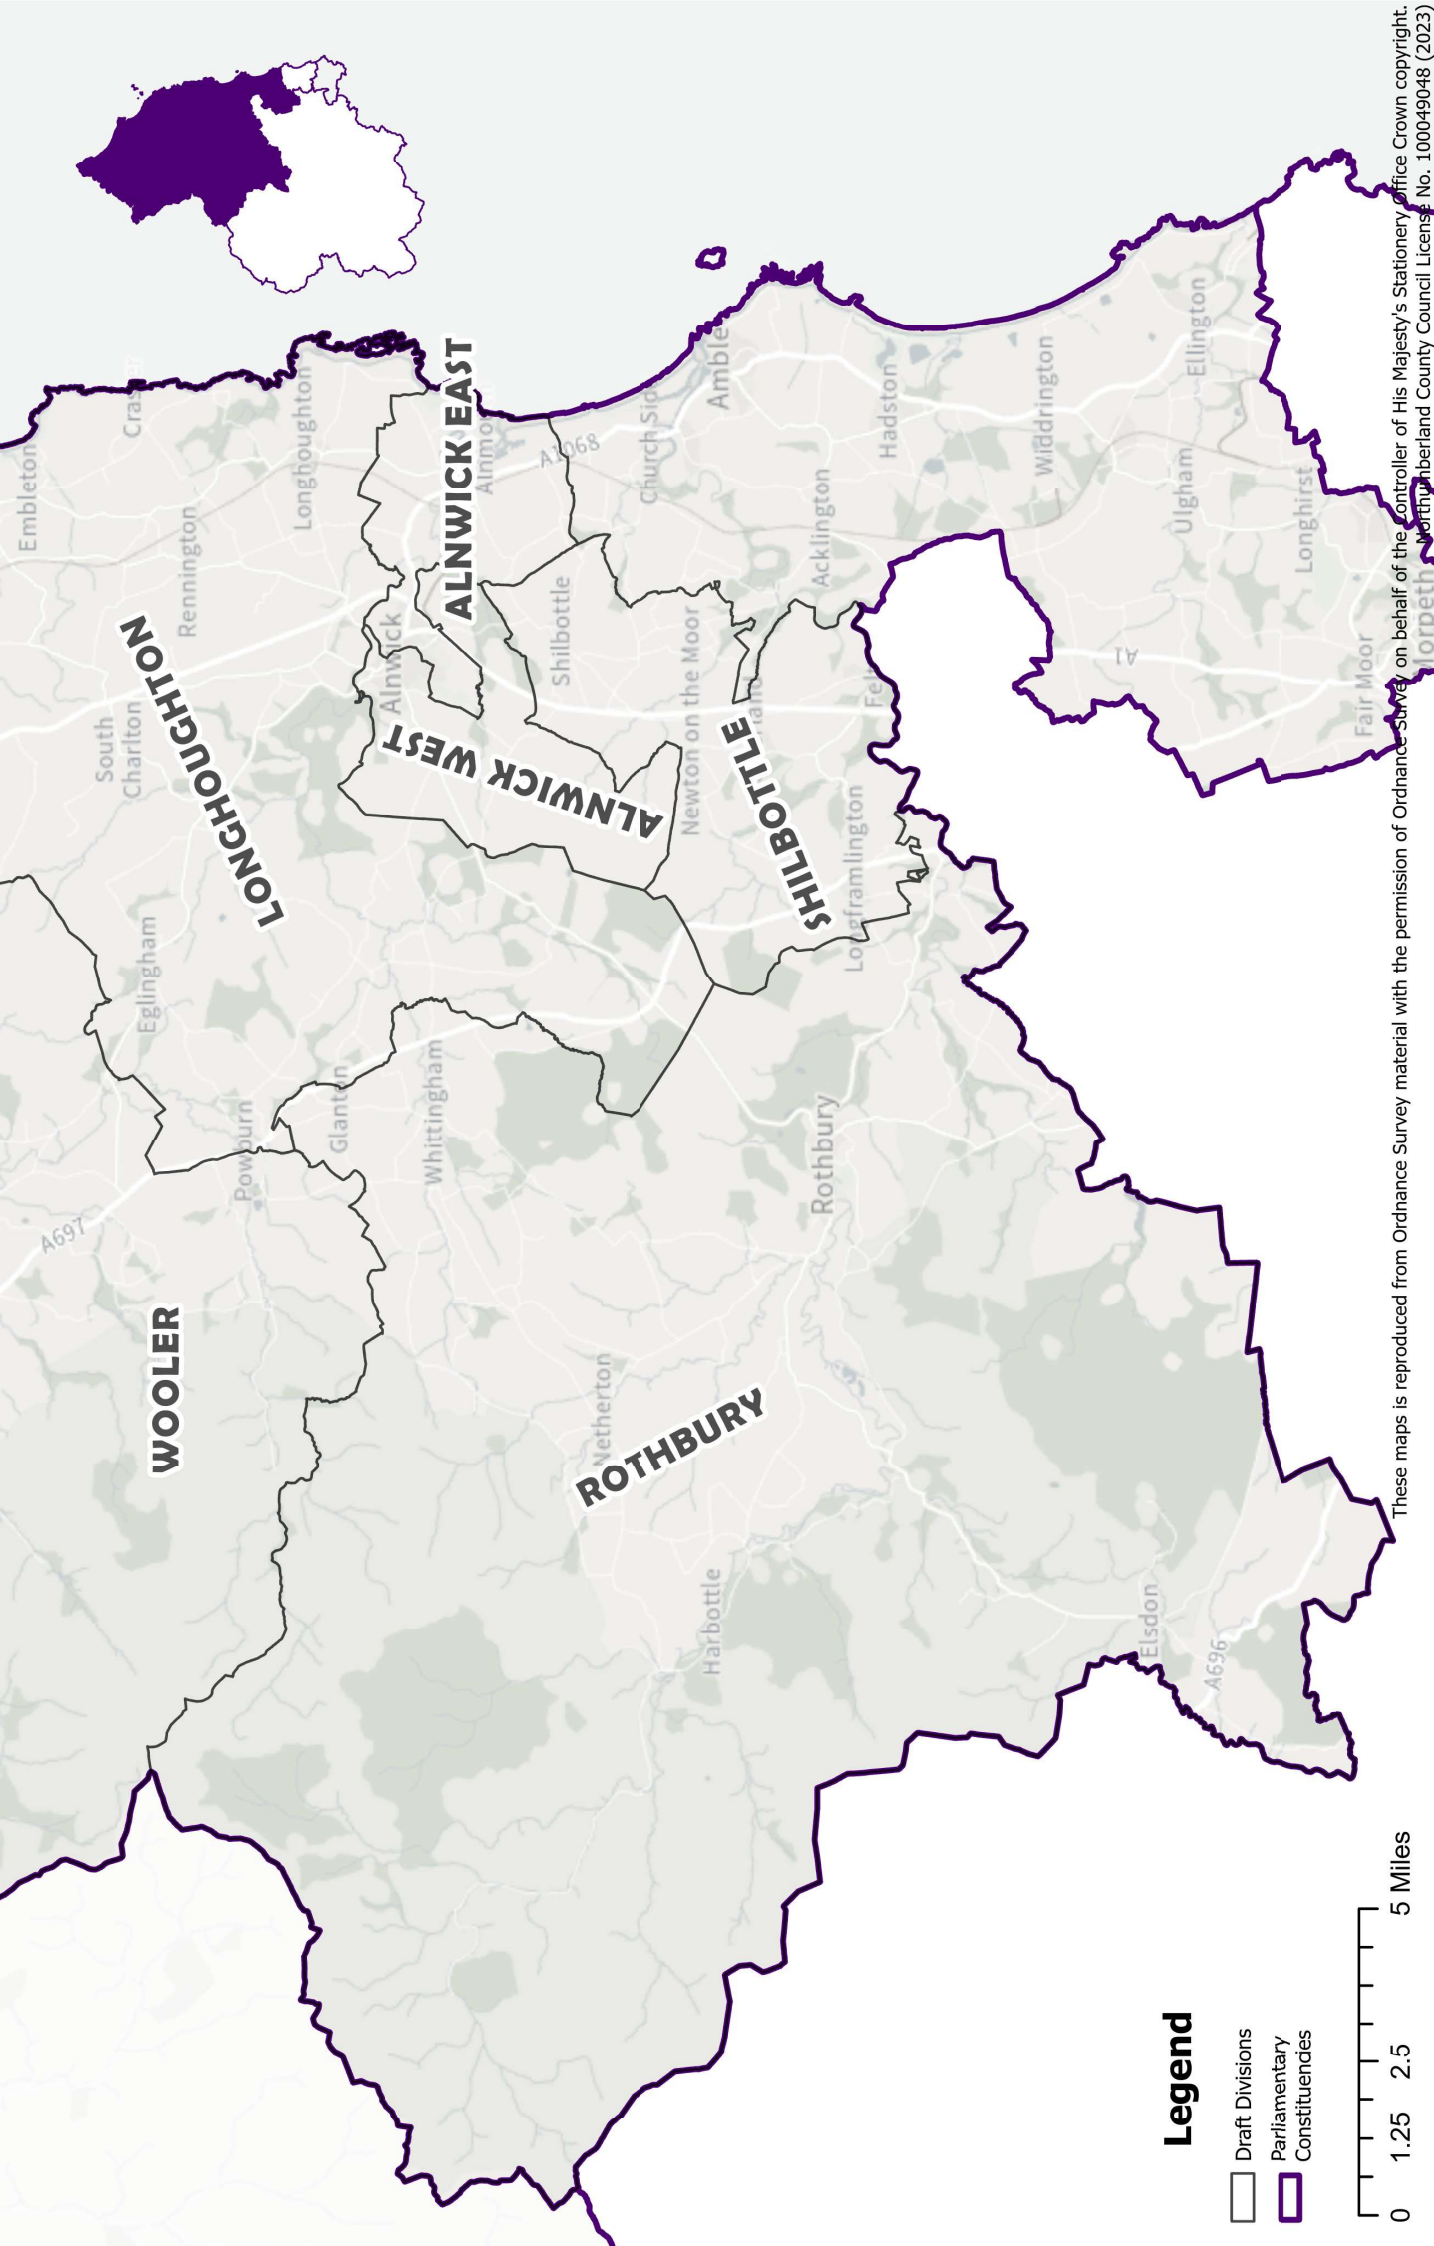 Embleton
Craster
Longhoughton
Rennington
South
Charlton
LONGHOUGHTON
Eglingham
Powburn
Glanton
Whittingham
A697
WOOLER
ALNWICK EAST
Alnwick
ALNWICK WEST
A1068
Shilbottle
Newton on the Moor
SHILBOTTLE
Amble
Acklington
Hadston
Widdrington
Ellington
Ulgham
Longhirst
A1
Fair Moor
Morpeth
Longframlington
Rothbury
Netherton
ROTHBURY
Harbottle
Elsdon
A696
Legend
Draft Divisions
Parliamentary
Constituencies
0 1.25 2.5 5 Miles
These maps is reproduced from Ordnance Survey material with the permission of Ordnance Survey on behalf of the Controller of His Majesty's Stationery Office Crown copyright.
Northumberland County Council License No. 100049048 (2023)